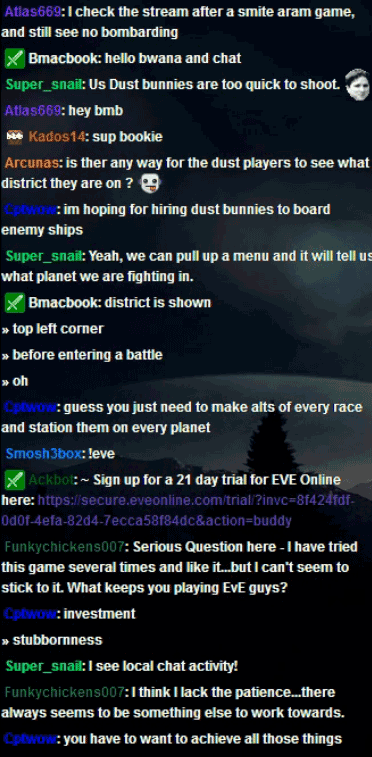 Atlas669: I check the stream after a smite aram game,
and still see no bombarding
Bmacbook: hello bwana and chat
Super_snail: Us Dust bunnies are too quick to shoot.
Atlas669: hey bmb
Kados14: sup bookie
Arcunas: is ther any way for the dust players to see what
district they are on ?
Cptwow: im hoping for hiring dust bunnies to board
enemy ships
Super_snail: Yeah, we can pull up a menu and it will tell us
what planet we are fighting in.
Bmacbook: district is shown
» top left corner
» before entering a battle
» oh
Cptwow: guess you just need to make alts of every race
and station them on every planet
Smosh3box: !eve
Ackbot: ~ Sign up for a 21 day trial for EVE Online
here: https://secure.eveonline.com/trial/?invc=8f424fdf-
0d0f-4efa-82d4-7ecca58f84dc&action=buddy
Funkychickens007: Serious Question here - I have tried
this game several times and like it...but I can't seem to
stick to it. What keeps you playing EvE guys?
Cptwow: investment
» stubbornness
Super_snail: I see local chat activity!
Funkychickens007: I think I lack the patience...there
always seems to be something else to work towards.
Cptwow: you have to want to achieve all those things